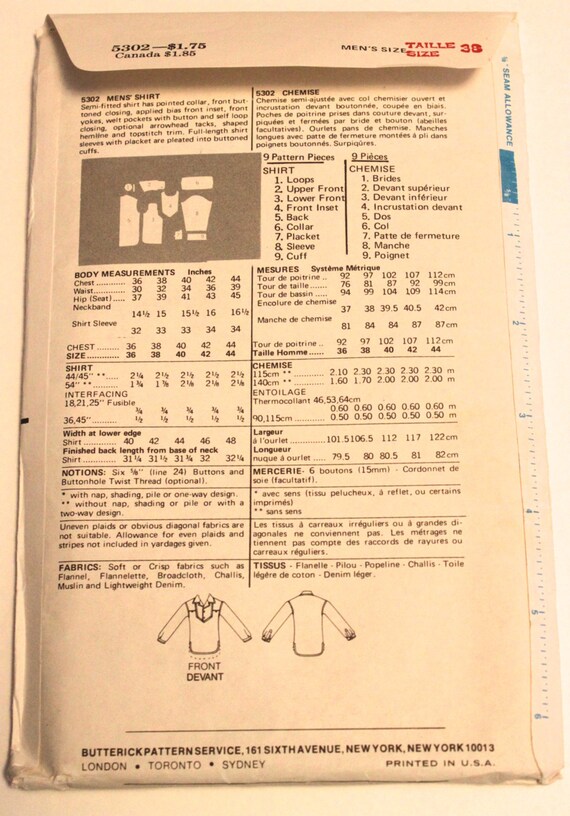 5302—$1.75
Canada $1.85
MEN'S SIZE TAILLE SIZE 38
5302 MENS' SHIRT
Semi-fitted shirt has pointed collar, front but-
toned closing, applied bias front inset, front
yokes, welt pockets with button and self loop
closing, optional arrowhead tacks, shaped
hemline and topstitch trim. Full-length shirt
sleeves with placket are pleated into buttoned
cuffs.
5302 CHEMISE
Chemise semi-ajustée avec col chemisier ouvert et
incrustation devant boutonnée, coupée en biais.
Poches de poitrine prises dans couture devant, sur-
piquées et fermées par bride et bouton (abeilles
facultatives). Ourlets pans de chemise. Manches
longues avec patte de fermeture montées à pli dans
poignets boutonnés. Surpiqûres.
9 Pattern Pieces
SHIRT
1. Loops
2. Upper Front
3. Lower Front
4. Front Inset
5. Back
6. Collar
7. Placket
8. Sleeve
9. Cuff
9 Pièces
CHEMISE
1. Brides
2. Devant supérieur
3. Devant inférieur
4. Incrustation devant
5. Dos
6. Col
7. Patte de fermeture
8. Manche
9. Poignet
BODY MEASUREMENTS Inches
Chest............ 36 38 40 42 44
Waist............ 30 32 34 36 39
Hip (Seat)..... 37 39 41 43 45
Neckband
14½ 15 15½ 16 16½
Shirt Sleeve
32 33 33 34 34
CHEST........... 36 38 40 42 44
SIZE.............. 36 38 40 42 44
SHIRT
44/45" **...... 2¼ 2½ 2½ 2½ 2½
54" **.......... 1¾ 1⅞ 2⅛ 2⅛ 2⅛
INTERFACING
18,21,25" Fusible
¾ ¾ ¾ ¾ ¾
36,45"........... ½ ½ ½ ½ ½
Width at lower edge
Shirt............ 40 42 44 46 48
Finished back length from base of neck
Shirt............ 31¼ 31½ 31¾ 32 32¼
NOTIONS: Six ⅝" (line 24) Buttons and
Buttonhole Twist Thread (optional).
* with nap, shading, pile or one-way design.
** without nap, shading or pile or with a
two-way design.
Uneven plaids or obvious diagonal fabrics are
not suitable. Allowance for even plaids and
stripes not included in yardages given.
FABRICS: Soft or Crisp fabrics such as
Flannel, Flannelette, Broadcloth, Challis,
Muslin and Lightweight Denim.
MESURES Système Métrique
Tour de poitrine .. 92 97 102 107 112cm
Tour de taille....... 76 81 87 92 99cm
Tour de bassin ..... 94 99 104 109 114cm
Encolure de chemise
37 38 39.5 40.5 42cm
Manche de chemise
81 84 84 87 87cm
Tour de poitrine .. 92 97 102 107 112cm
Taille Homme...... 36 38 40 42 44
CHEMISE
115cm **.......... 2.10 2.30 2.30 2.30 2.30 m
140cm **.......... 1.60 1.70 2.00 2.00 2.00 m
ENTOILAGE
Thermocollant 46,53,64cm
0.60 0.60 0.60 0.60 0.60 m
90,115cm........... 0.50 0.50 0.50 0.50 0.50 m
Largeur
à l'ourlet............101.5 106.5 112 117 122cm
Longueur
nuque à ourlet ..... 79.5 80 80.5 81 82cm
MERCERIE- 6 boutons (15mm) - Cordonnet de
soie (facultatif).
* avec sens (tissu pelucheux, à reflet, ou certains
imprimés)
** sans sens
Les tissus à carreaux irréguliers ou à grandes di-
agonales ne conviennent pas. Les métrages ne
tiennent pas compte des raccords de rayures ou
carreaux réguliers.
TISSUS - Flanelle - Pilou - Popeline - Challis - Toile
légère de coton - Denim léger.
FRONT
DEVANT
BUTTERICK PATTERN SERVICE, 161 SIXTH AVENUE, NEW YORK, NEW YORK 10013
LONDON • TORONTO • SYDNEY
PRINTED IN U.S.A.
⅝" SEAM ALLOWANCE
⅝
1
2
3
4
5
6